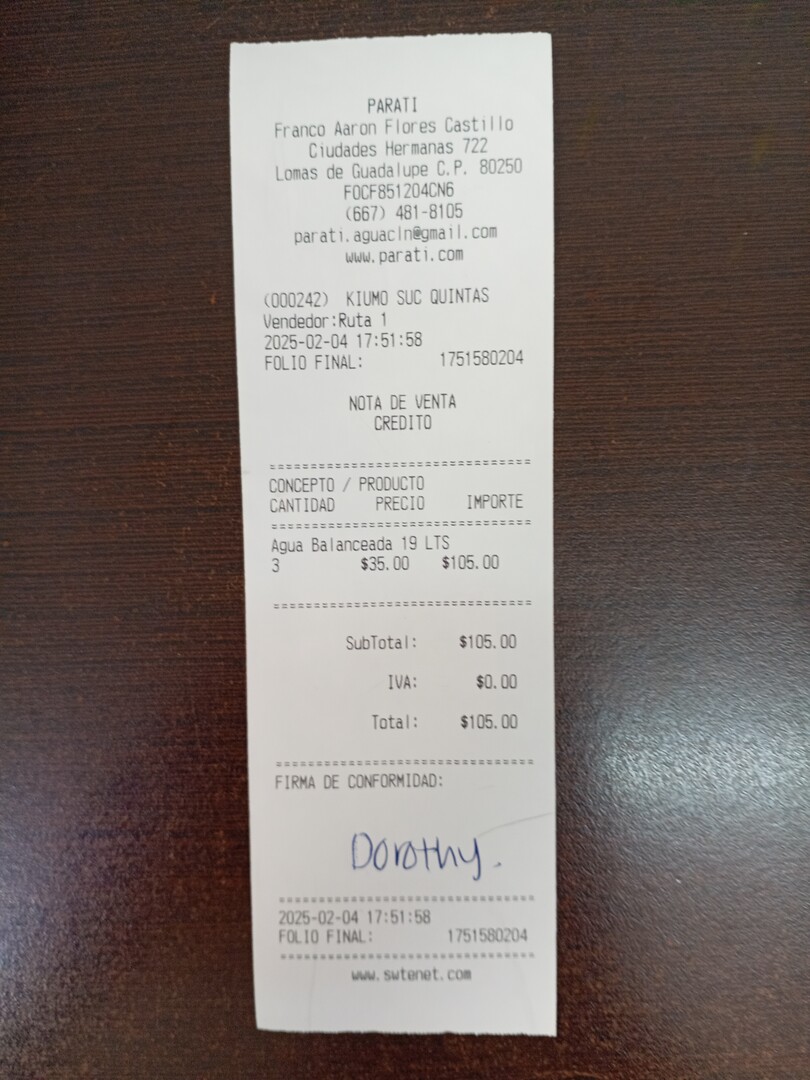 PARATI
Franco Aaron Flores Castillo
Ciudades Hermanas 722
Lomas de Guadalupe C.P. 80250
FOCF851204CN6
(667) 481-8105
parati.aguacln@gmail.com
www.parati.com
(000242) KIUMO SUC QUINTAS
Vendedor:Ruta 1
2025-02-04 17:51:58
FOLIO FINAL: 1751580204
NOTA DE VENTA
CREDITO
================================
CONCEPTO / PRODUCTO
CANTIDAD PRECIO IMPORTE
================================
Agua Balanceada 19 LTS
3 $35.00 $105.00
================================
SubTotal: $105.00
IVA: $0.00
Total: $105.00
================================
FIRMA DE CONFORMIDAD:
Dorothy.
================================
2025-02-04 17:51:58
FOLIO FINAL: 1751580204
================================
www.swtenet.com